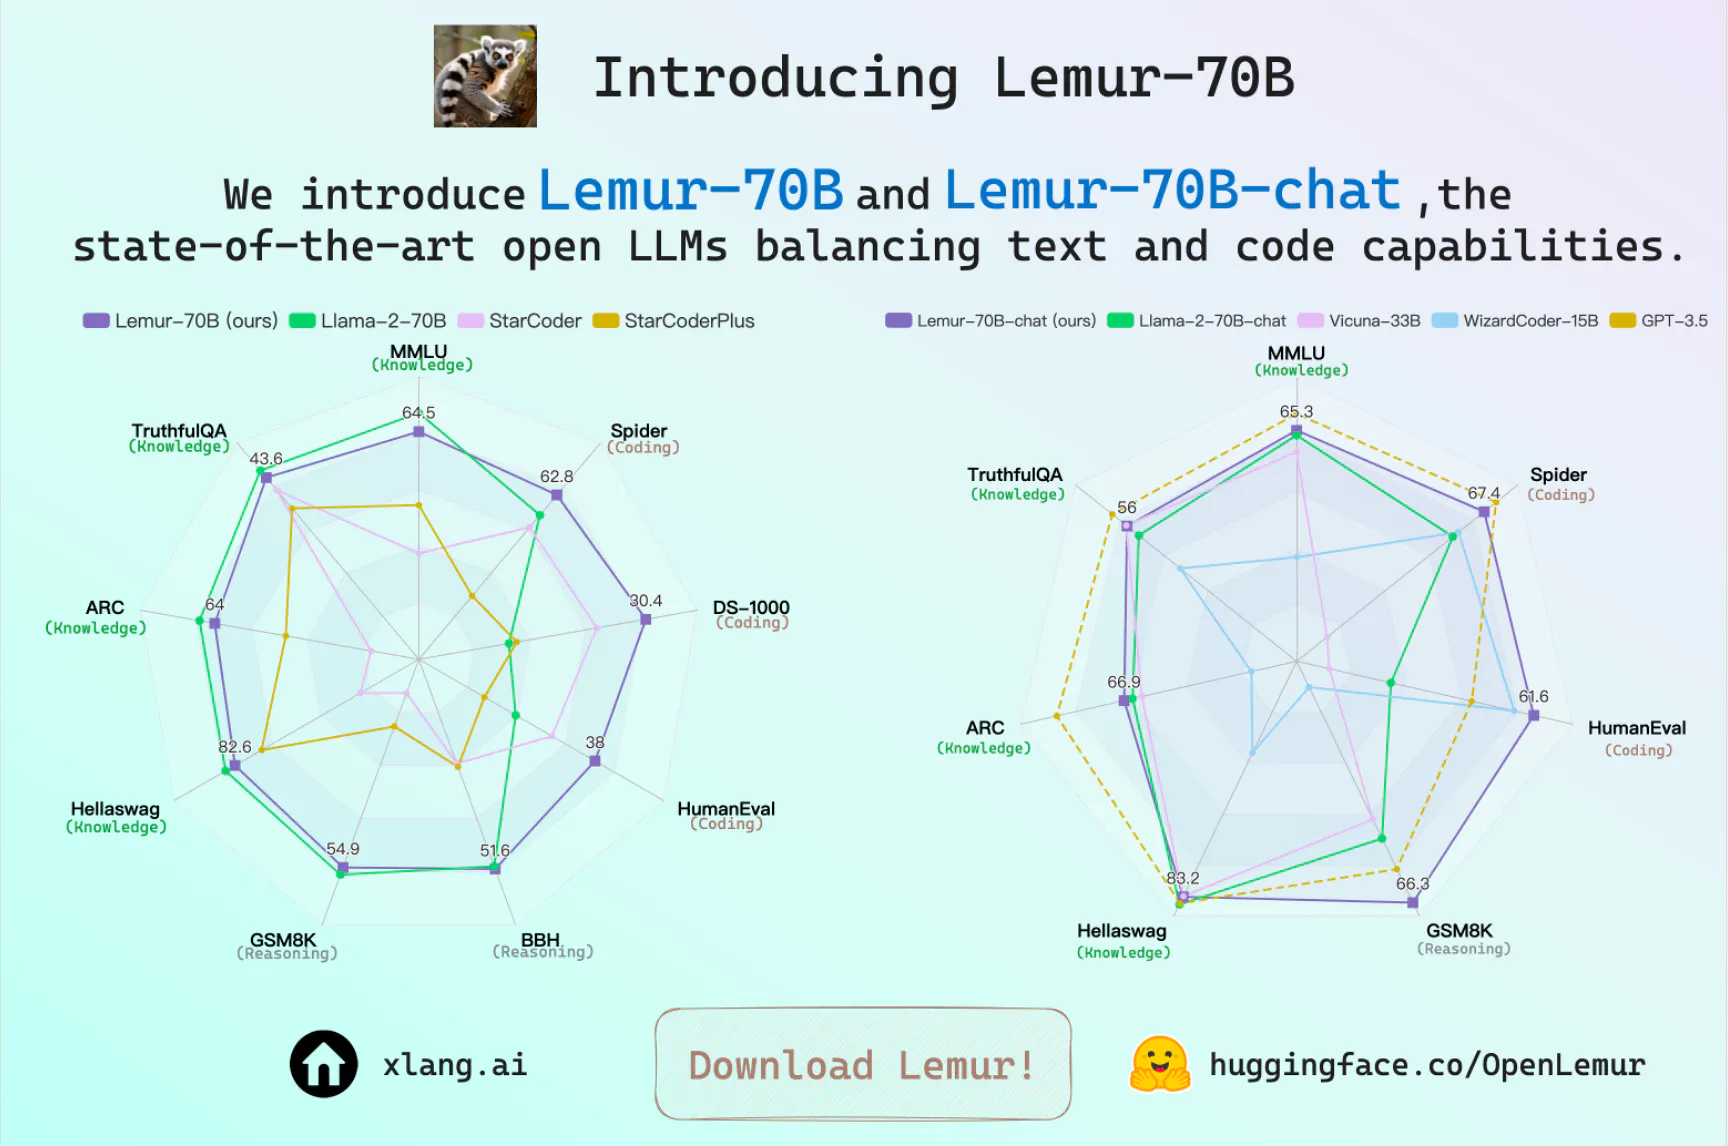 Introducing Lemur-70B
We introduce Lemur-70B and Lemur-70B-chat ,the
state-of-the-art open LLMs balancing text and code capabilities.
Lemur-70B (ours) Llama-2-70B StarCoder StarCoderPlus
MMLU
(Knowledge)
64.5
TruthfulQA
(Knowledge)
43.6
Spider
(Coding)
62.8
ARC
(Knowledge)
64
DS-1000
(Coding)
30.4
Hellaswag
(Knowledge)
82.6
HumanEval
(Coding)
38
GSM8K
(Reasoning)
54.9
BBH
(Reasoning)
51.6
Lemur-70B-chat (ours) Llama-2-70B-chat Vicuna-33B WizardCoder-15B GPT-3.5
MMLU
(Knowledge)
65.3
TruthfulQA
(Knowledge)
56
Spider
(Coding)
67.4
ARC
(Knowledge)
66.9
HumanEval
(Coding)
61.6
Hellaswag
(Knowledge)
83.2
GSM8K
(Reasoning)
66.3
xlang.ai
Download Lemur!
huggingface.co/OpenLemur